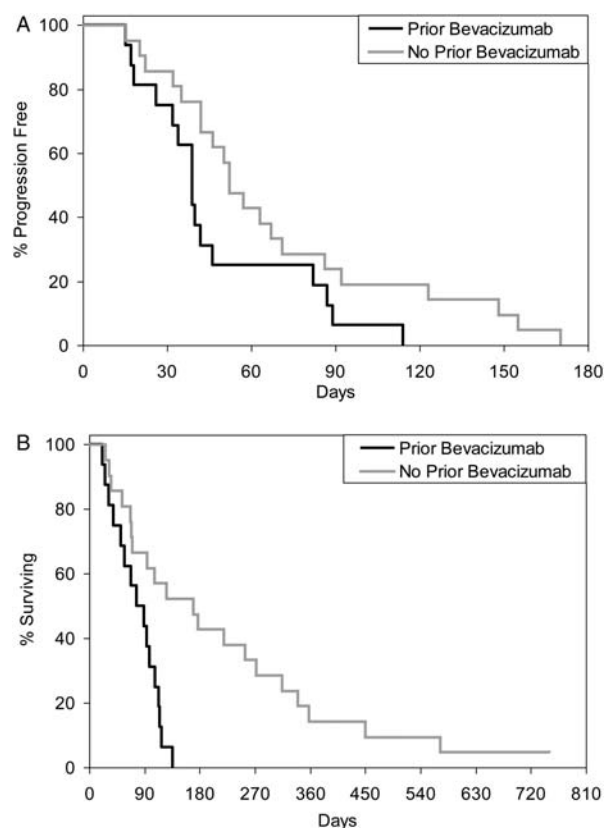 A
Prior Bevacizumab
No Prior Bevacizumab
% Progression Free
100
80
60
40
20
0
0 30 60 90 120 150 180
Days
B
Prior Bevacizumab
No Prior Bevacizumab
% Surviving
100
80
60
40
20
0
0 90 180 270 360 450 540 630 720 810
Days